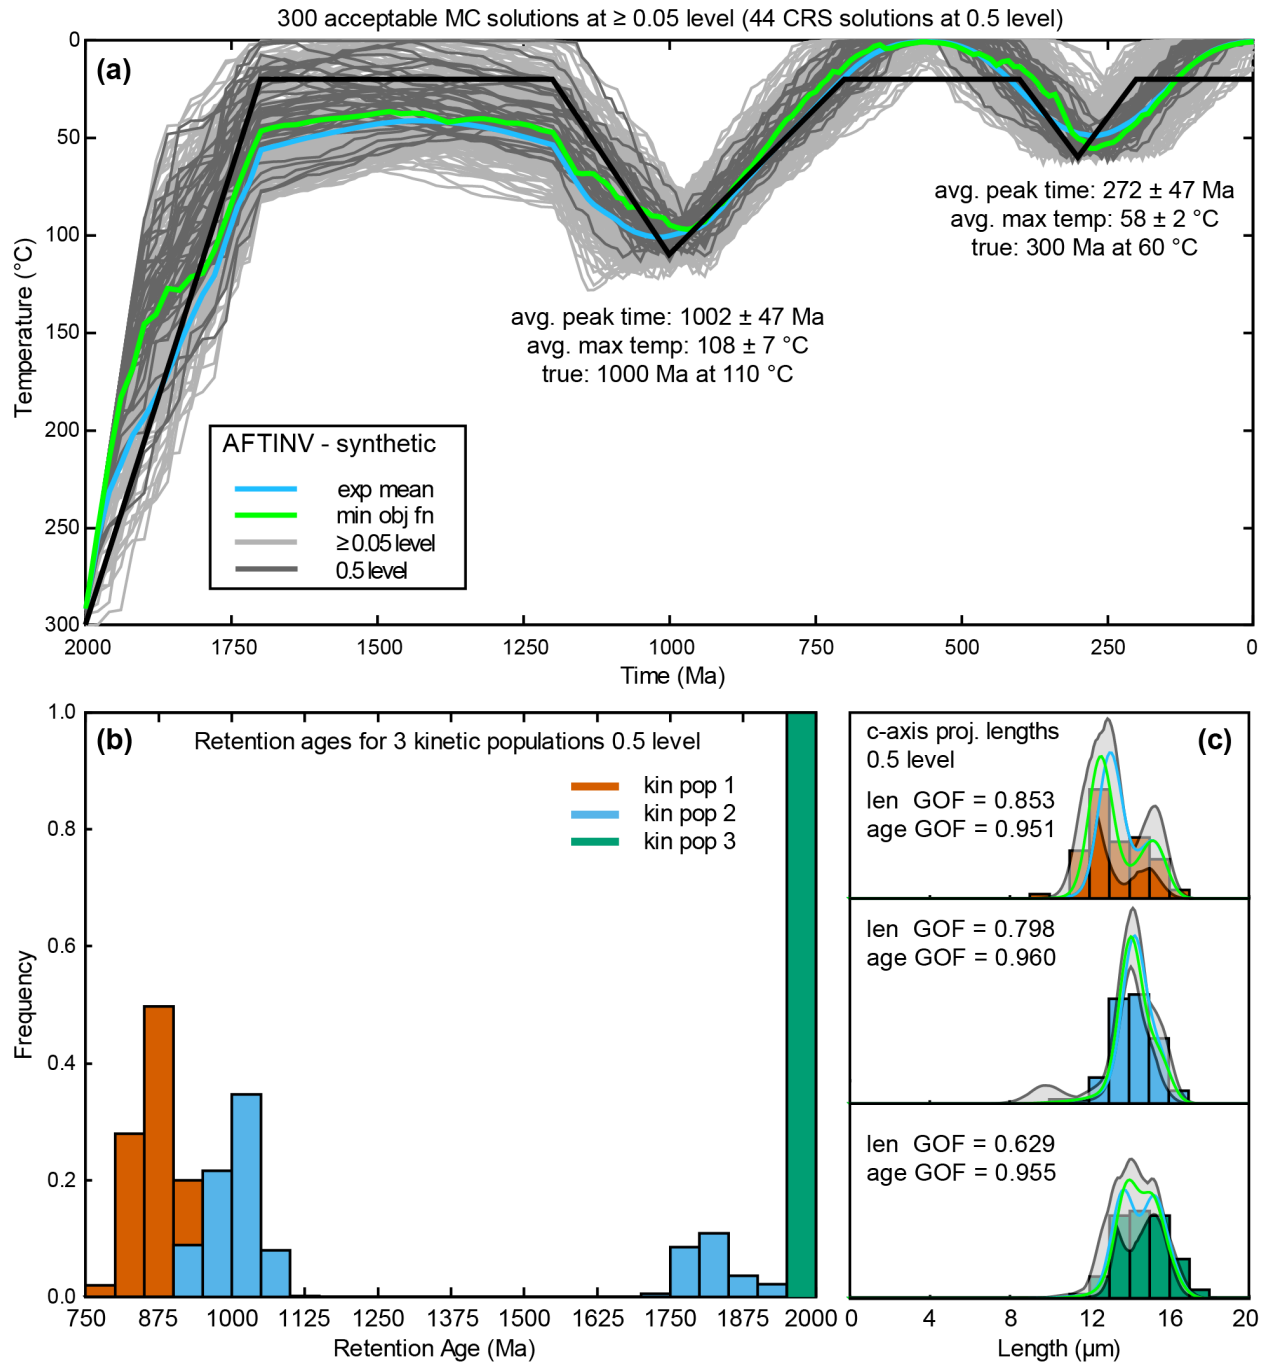 300 acceptable MC solutions at ≥ 0.05 level (44 CRS solutions at 0.5 level)
(a)
0
50
100
150
200
250
300
Temperature (°C)
avg. peak time: 272 ± 47 Ma
avg. max temp: 58 ± 2 °C
true: 300 Ma at 60 °C
avg. peak time: 1002 ± 47 Ma
avg. max temp: 108 ± 7 °C
true: 1000 Ma at 110 °C
AFTINV - synthetic
exp mean
min obj fn
≥0.05 level
0.5 level
2000 1750 1500 1250 1000 750 500 250 0
Time (Ma)
(b)
Retention ages for 3 kinetic populations 0.5 level
kin pop 1
kin pop 2
kin pop 3
1.0
0.8
0.6
0.4
0.2
0.0
Frequency
750 875 1000 1125 1250 1375 1500 1625 1750 1875 2000
Retention Age (Ma)
c-axis proj. lengths
0.5 level
(c)
len GOF = 0.853
age GOF = 0.951
len GOF = 0.798
age GOF = 0.960
len GOF = 0.629
age GOF = 0.955
0 4 8 12 16 20
Length (µm)